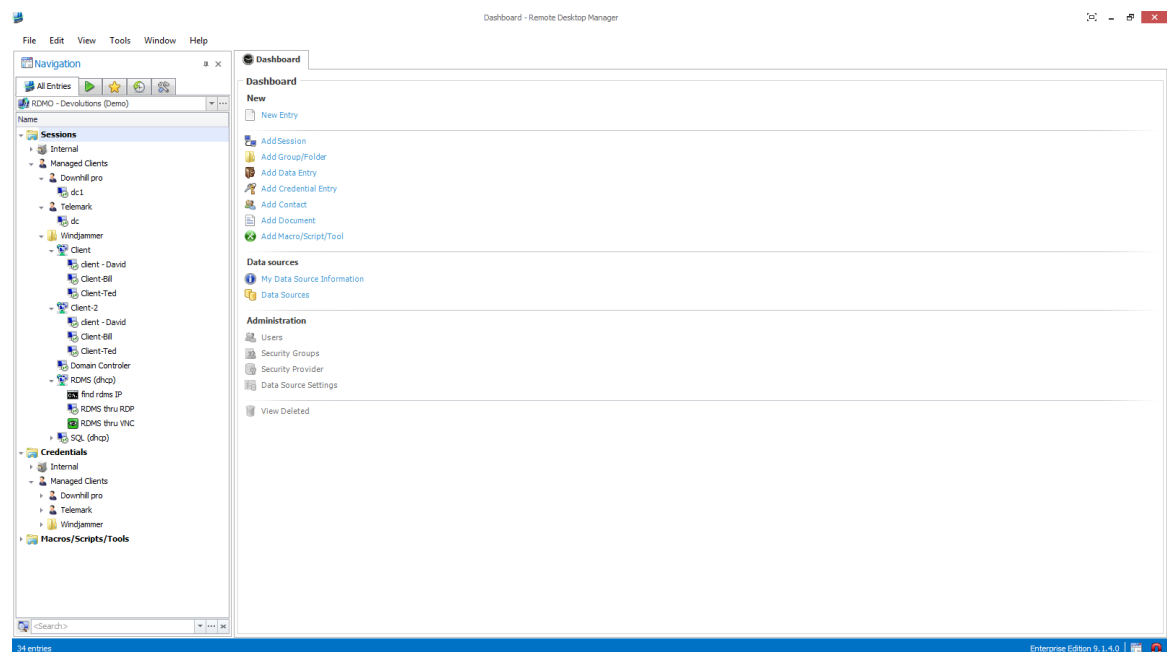 Dashboard - Remote Desktop Manager
File Edit View Tools Window Help
Navigation
All Entries
RDMO - Devolutions (Demo)
Name
Sessions
Internal
Managed Clients
Downhill pro
dc1
Telemark
dc
Windjammer
Client
client - David
Client-Bill
Client-Ted
Client-2
client - David
Client-Bill
Client-Ted
Domain Controler
RDMS (dhcp)
find rdms IP
RDMS thru RDP
RDMS thru VNC
SQL (dhcp)
Credentials
Internal
Managed Clients
Downhill pro
Telemark
Windjammer
Macros/Scripts/Tools
<Search>
Dashboard
Dashboard
New
New Entry
Add Session
Add Group/Folder
Add Data Entry
Add Credential Entry
Add Contact
Add Document
Add Macro/Script/Tool
Data sources
My Data Source Information
Data Sources
Administration
Users
Security Groups
Security Provider
Data Source Settings
View Deleted
34 entries
Enterprise Edition 9.1.4.0